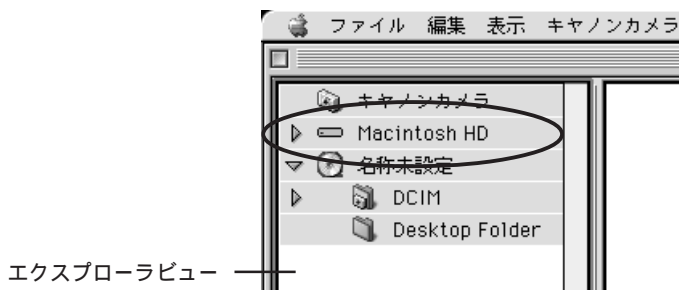 ファイル 編集 表示 キヤノンカメラ
キヤノンカメラ
Macintosh HD
名称未設定
DCIM
Desktop Folder
エクスプローラビュー